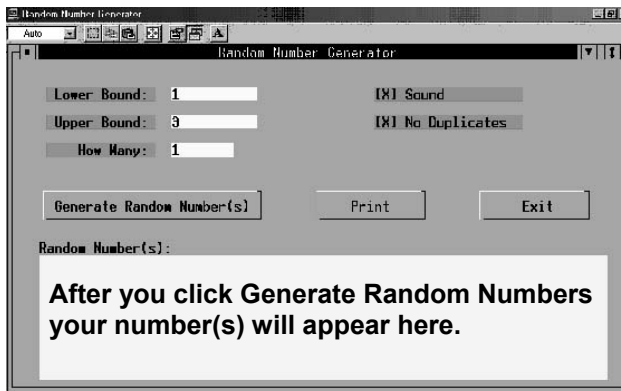 Random Number Generator
Auto
Random Number Generator
Lower Bound: 1
[X] Sound
Upper Bound:
[X] No Duplicates
How Many: 1
Generate Random Number(s)
Print
Exit
Random Number(s):
After you click Generate Random Numbers
your number(s) will appear here.